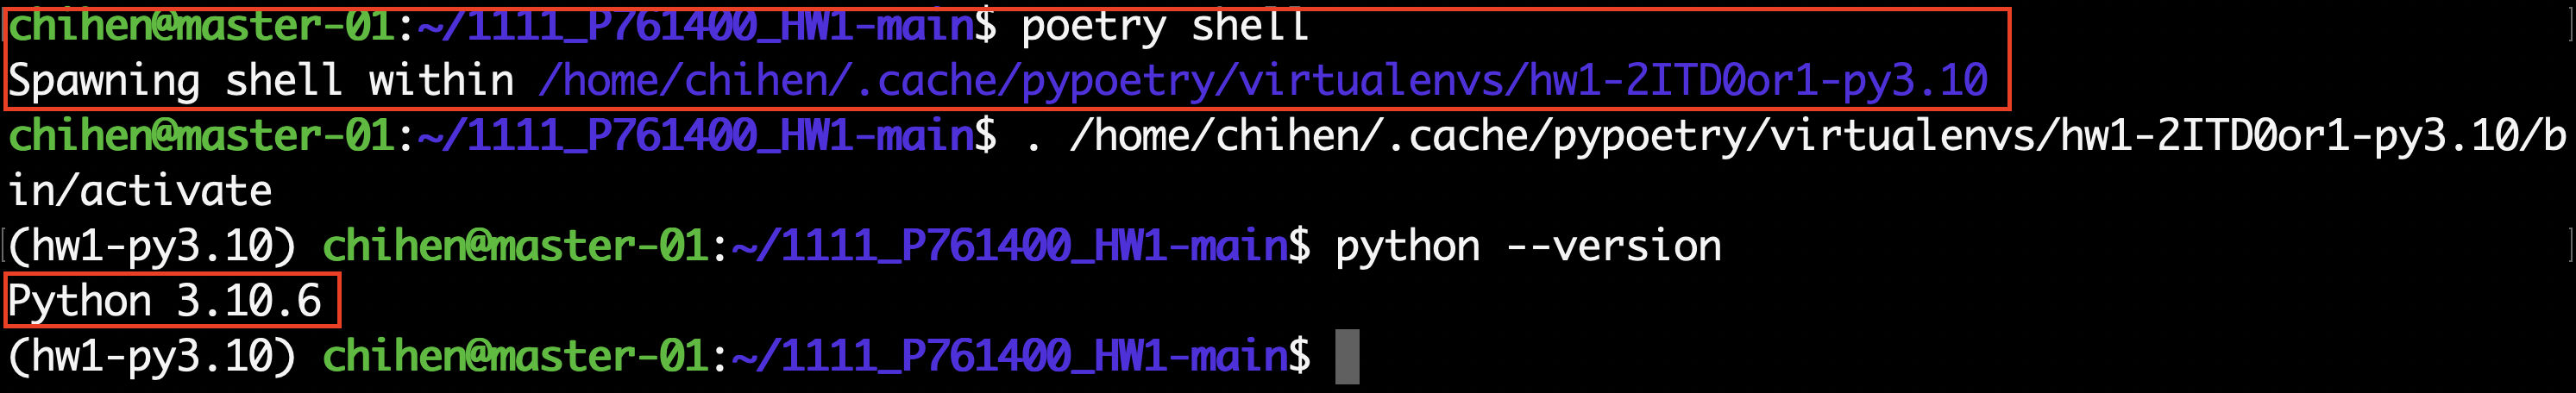 chihen@master-01:~/1111_P761400_HW1-main$ poetry shell
Spawning shell within /home/chihen/.cache/pypoetry/virtualenvs/hw1-2ITD0or1-py3.10
chihen@master-01:~/1111_P761400_HW1-main$ . /home/chihen/.cache/pypoetry/virtualenvs/hw1-2ITD0or1-py3.10/b
in/activate
(hw1-py3.10) chihen@master-01:~/1111_P761400_HW1-main$ python --version
Python 3.10.6
(hw1-py3.10) chihen@master-01:~/1111_P761400_HW1-main$